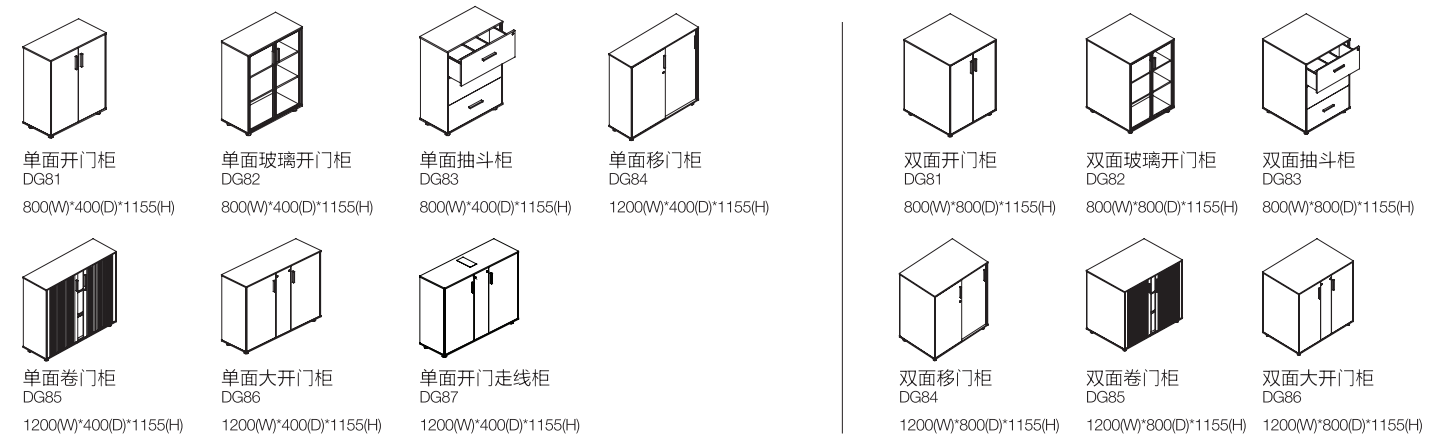 单面开门柜
DG81
800(W)*400(D)*1155(H)
单面玻璃开门柜
DG82
800(W)*400(D)*1155(H)
单面抽斗柜
DG83
800(W)*400(D)*1155(H)
单面移门柜
DG84
1200(W)*400(D)*1155(H)
单面卷门柜
DG85
1200(W)*400(D)*1155(H)
单面大开门柜
DG86
1200(W)*400(D)*1155(H)
单面开门走线柜
DG87
1200(W)*400(D)*1155(H)
双面开门柜
DG81
800(W)*800(D)*1155(H)
双面玻璃开门柜
DG82
800(W)*800(D)*1155(H)
双面抽斗柜
DG83
800(W)*800(D)*1155(H)
双面移门柜
DG84
1200(W)*800(D)*1155(H)
双面卷门柜
DG85
1200(W)*800(D)*1155(H)
双面大开门柜
DG86
1200(W)*800(D)*1155(H)